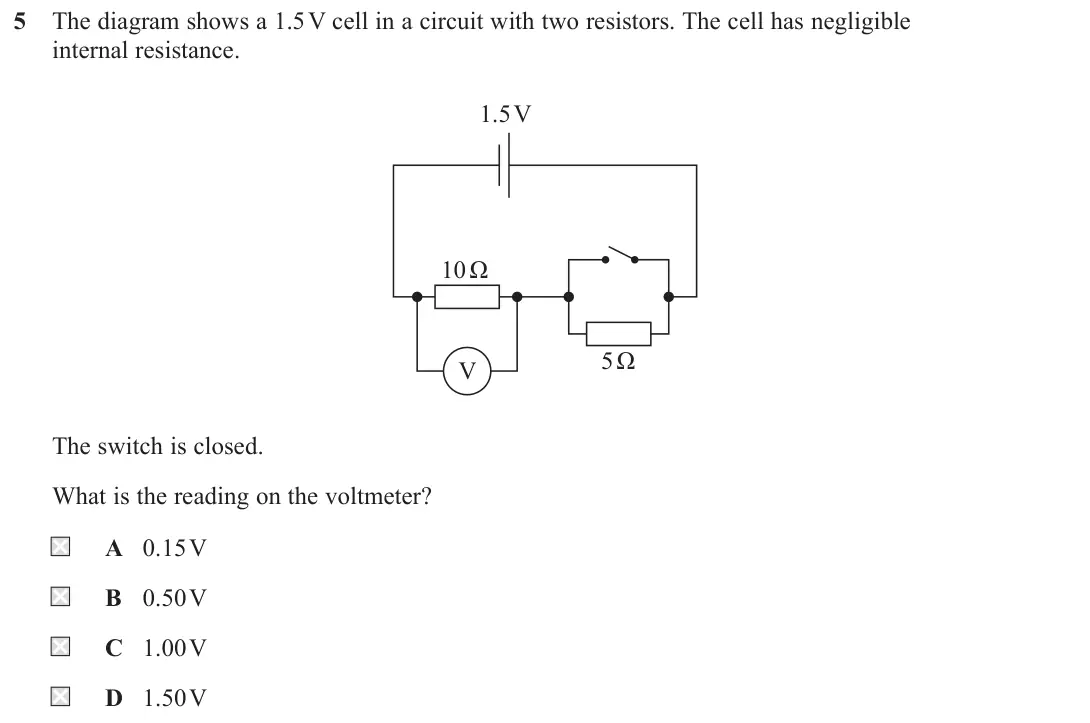 5 The diagram shows a 1.5 V cell in a circuit with two resistors. The cell has negligible
internal resistance.
1.5 V
10 Ω
V
5 Ω
The switch is closed.
What is the reading on the voltmeter?
A 0.15 V
B 0.50 V
C 1.00 V
D 1.50 V